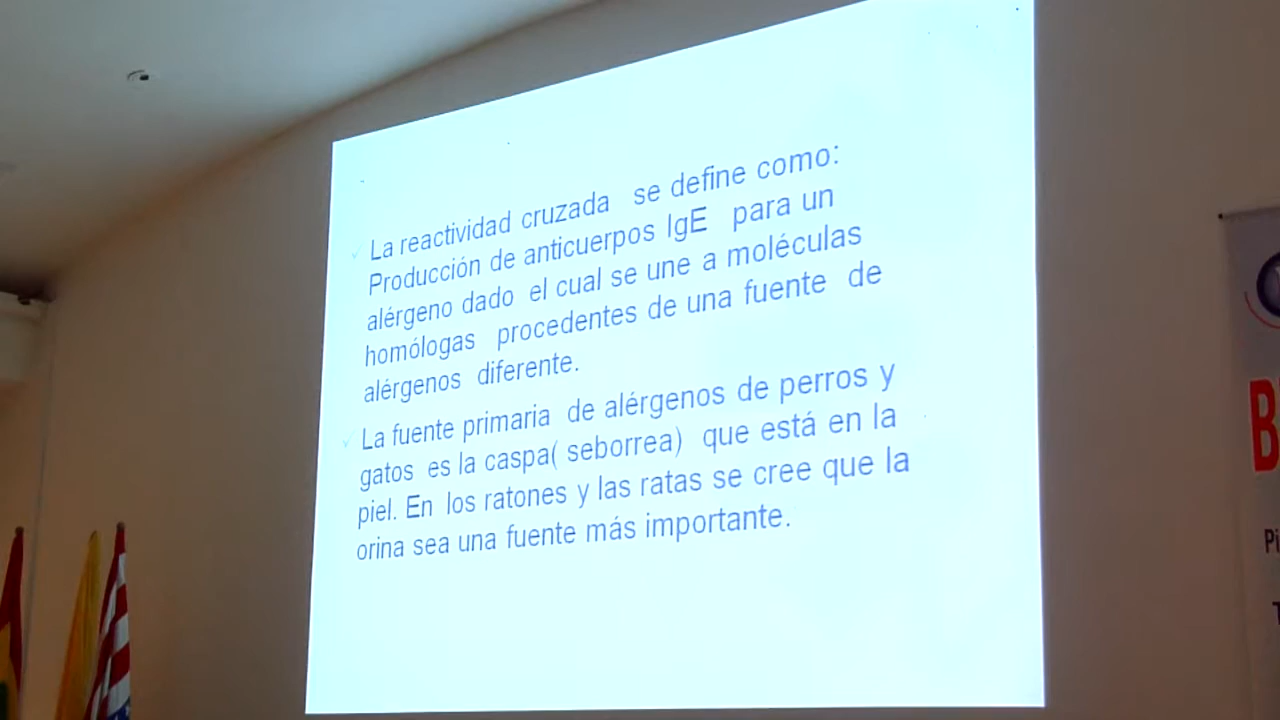 La reactividad cruzada se define como:
Producción de anticuerpos IgE para un
alérgeno dado el cual se une a moléculas
homólogas procedentes de una fuente de
alérgenos diferente.
La fuente primaria de alérgenos de perros y
gatos es la caspa( seborrea) que está en la
piel. En los ratones y las ratas se cree que la
orina sea una fuente más importante.